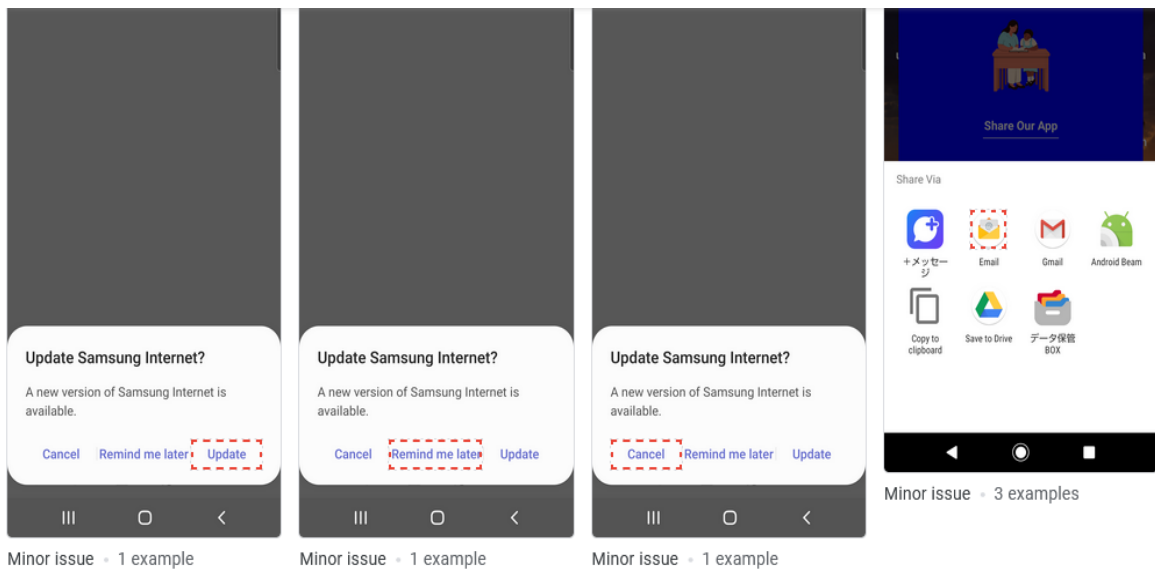 Update Samsung Internet?
A new version of Samsung Internet is
available.
Cancel Remind me later Update
Minor issue • 1 example
Update Samsung Internet?
A new version of Samsung Internet is
available.
Cancel Remind me later Update
Minor issue • 1 example
Update Samsung Internet?
A new version of Samsung Internet is
available.
Cancel Remind me later Update
Minor issue • 1 example
Share Our App
Share Via
+メッセー
ジ
Email
Gmail
Android Beam
Copy to
clipboard
Save to Drive
データ保管
BOX
Minor issue • 3 examples